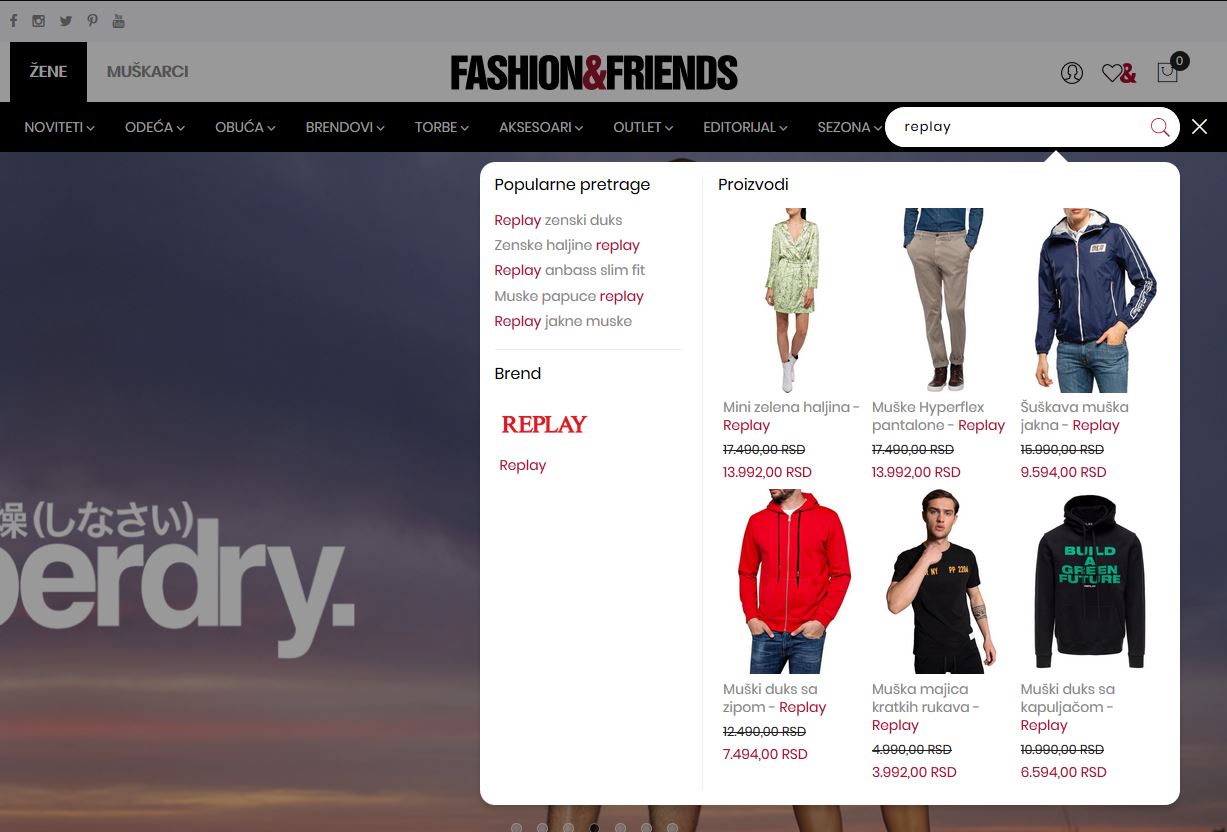 ŽENE
MUŠKARCI
FASHION&FRIENDS
&
0
NOVITETI
ODEĆA
OBUĆA
BRENDOVI
TORBE
AKSESOARI
OUTLET
EDITORIJAL
SEZONA
replay
Popularne pretrage
Replay zenski duks
Zenske haljine replay
Replay anbass slim fit
Muske papuce replay
Replay jakne muske
Brend
REPLAY
Replay
Proizvodi
Mini zelena haljina -
Replay
17.490,00 RSD
13.992,00 RSD
Muške Hyperflex
pantalone - Replay
17.490,00 RSD
13.992,00 RSD
Šuškava muška
jakna - Replay
15.990,00 RSD
9.594,00 RSD
Muški duks sa
zipom - Replay
12.490,00 RSD
7.494,00 RSD
NY PP 2206
Muška majica
kratkih rukava -
Replay
4.990,00 RSD
3.992,00 RSD
BUILD
A
GREEN
FUTURE
Muški duks sa
kapuljačom -
Replay
10.990,00 RSD
6.594,00 RSD
燥(しなさい)
perdry.